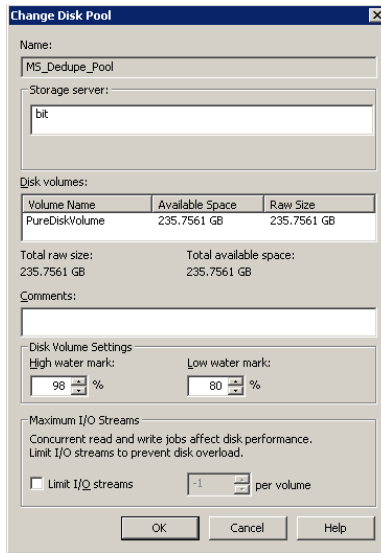 Change Disk Pool
Name:
MS_Dedupe_Pool
Storage server:
bit
Disk volumes:
Volume Name Available Space Raw Size
PureDiskVolume 235.7561 GB 235.7561 GB
Total raw size: Total available space:
235.7561 GB 235.7561 GB
Comments:
Disk Volume Settings
High water mark: Low water mark:
98 % 80 %
Maximum I/O Streams
Concurrent read and write jobs affect disk performance.
Limit I/O streams to prevent disk overload.
Limit I/O streams -1 per volume
OK Cancel Help